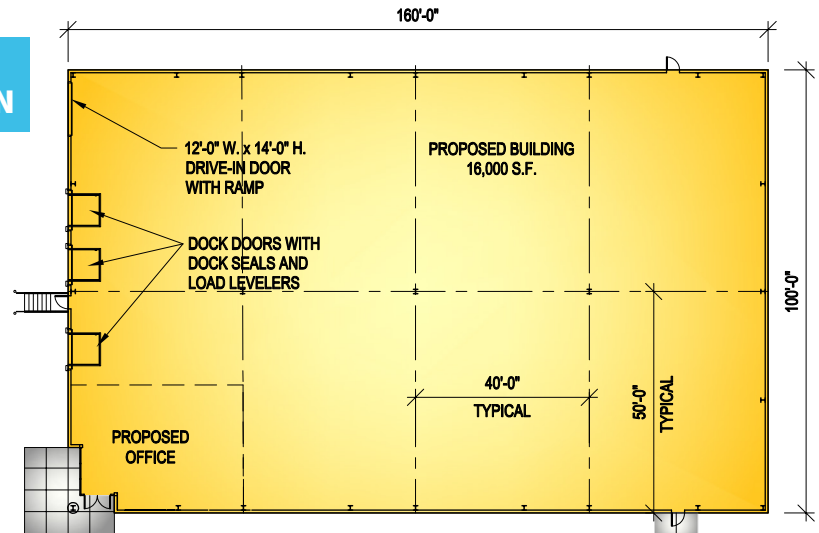 160'-0"
N
12'-0" W. x 14'-0" H.
DRIVE-IN DOOR
WITH RAMP
PROPOSED BUILDING
16,000 S.F.
DOCK DOORS WITH
DOCK SEALS AND
LOAD LEVELERS
100'-0"
40'-0"
TYPICAL
50'-0"
TYPICAL
PROPOSED
OFFICE